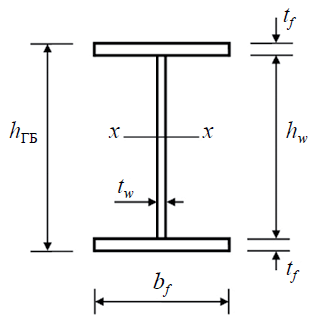 t_f
h_ГБ
x x
h_w
t_w
t_f
b_f